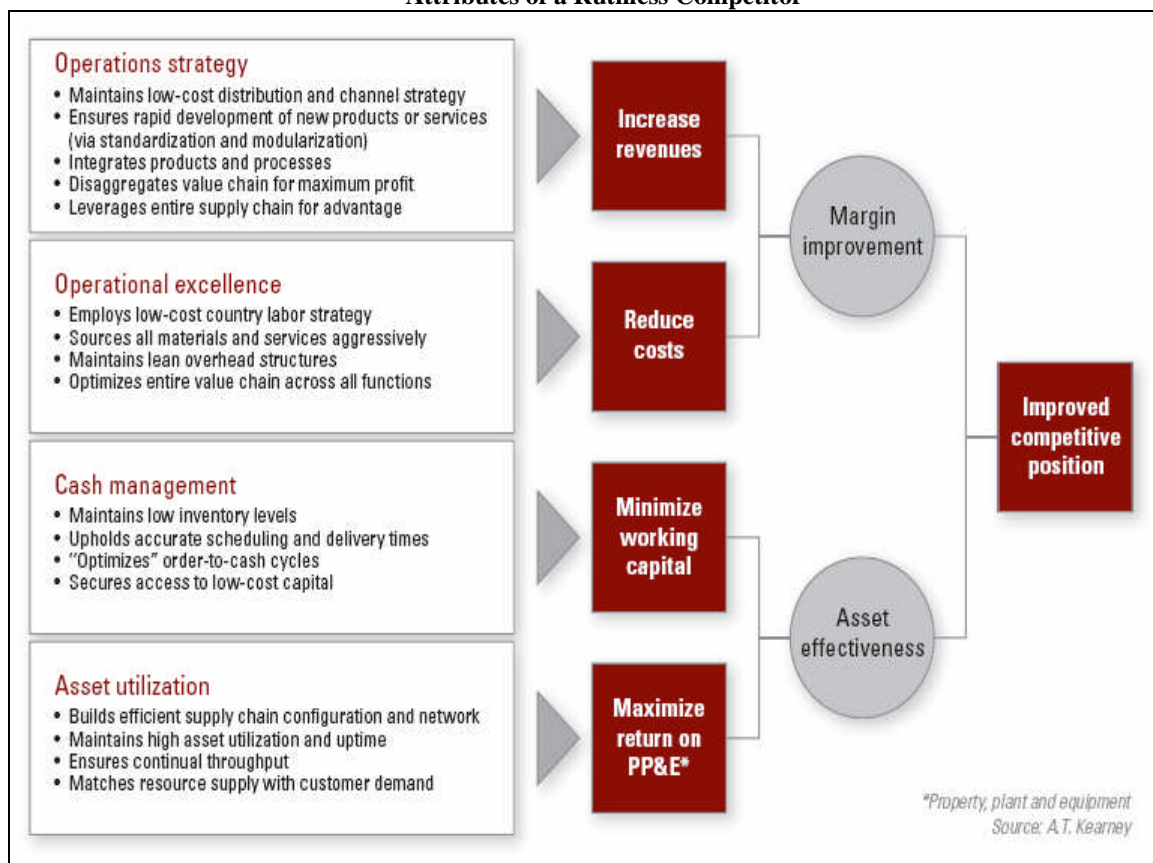 Attributes of a Ruthless Competitor
Operations strategy
• Maintains low-cost distribution and channel strategy
• Ensures rapid development of new products or services
(via standardization and modularization)
• Integrates products and processes
• Disaggregates value chain for maximum profit
• Leverages entire supply chain for advantage
Increase
revenues
Operational excellence
• Employs low-cost country labor strategy
• Sources all materials and services aggressively
• Maintains lean overhead structures
• Optimizes entire value chain across all functions
Reduce
costs
Margin
improvement
Cash management
• Maintains low inventory levels
• Upholds accurate scheduling and delivery times
• “Optimizes” order-to-cash cycles
• Secures access to low-cost capital
Minimize
working
capital
Asset utilization
• Builds efficient supply chain configuration and network
• Maintains high asset utilization and uptime
• Ensures continual throughput
• Matches resource supply with customer demand
Maximize
return on
PP&E*
Asset
effectiveness
Improved
competitive
position
*Property, plant and equipment
Source: A.T. Kearney